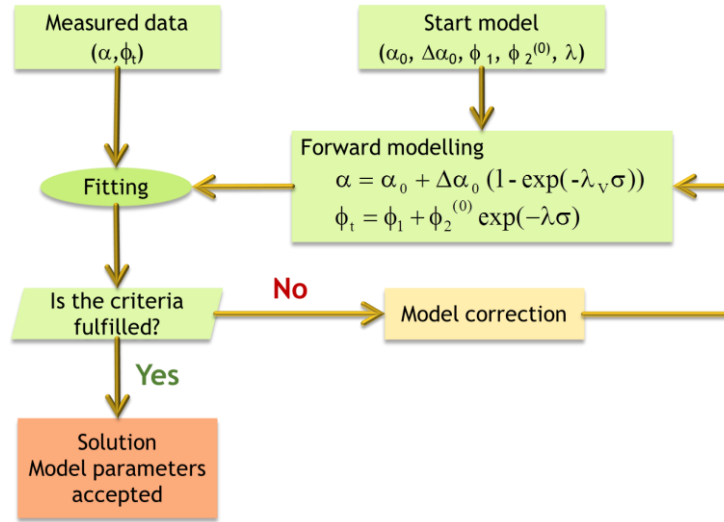 Measured data
(α,ϕₜ)
Start model
(α₀, Δα₀, ϕ₁, ϕ₂⁽⁰⁾, λ)
Forward modelling
α = α₀ + Δα₀ (1 - exp(-λᵥσ))
ϕₜ = ϕ₁ + ϕ₂⁽⁰⁾ exp(−λσ)
Fitting
Is the criteria
fulfilled?
No
Model correction
Yes
Solution
Model parameters
accepted